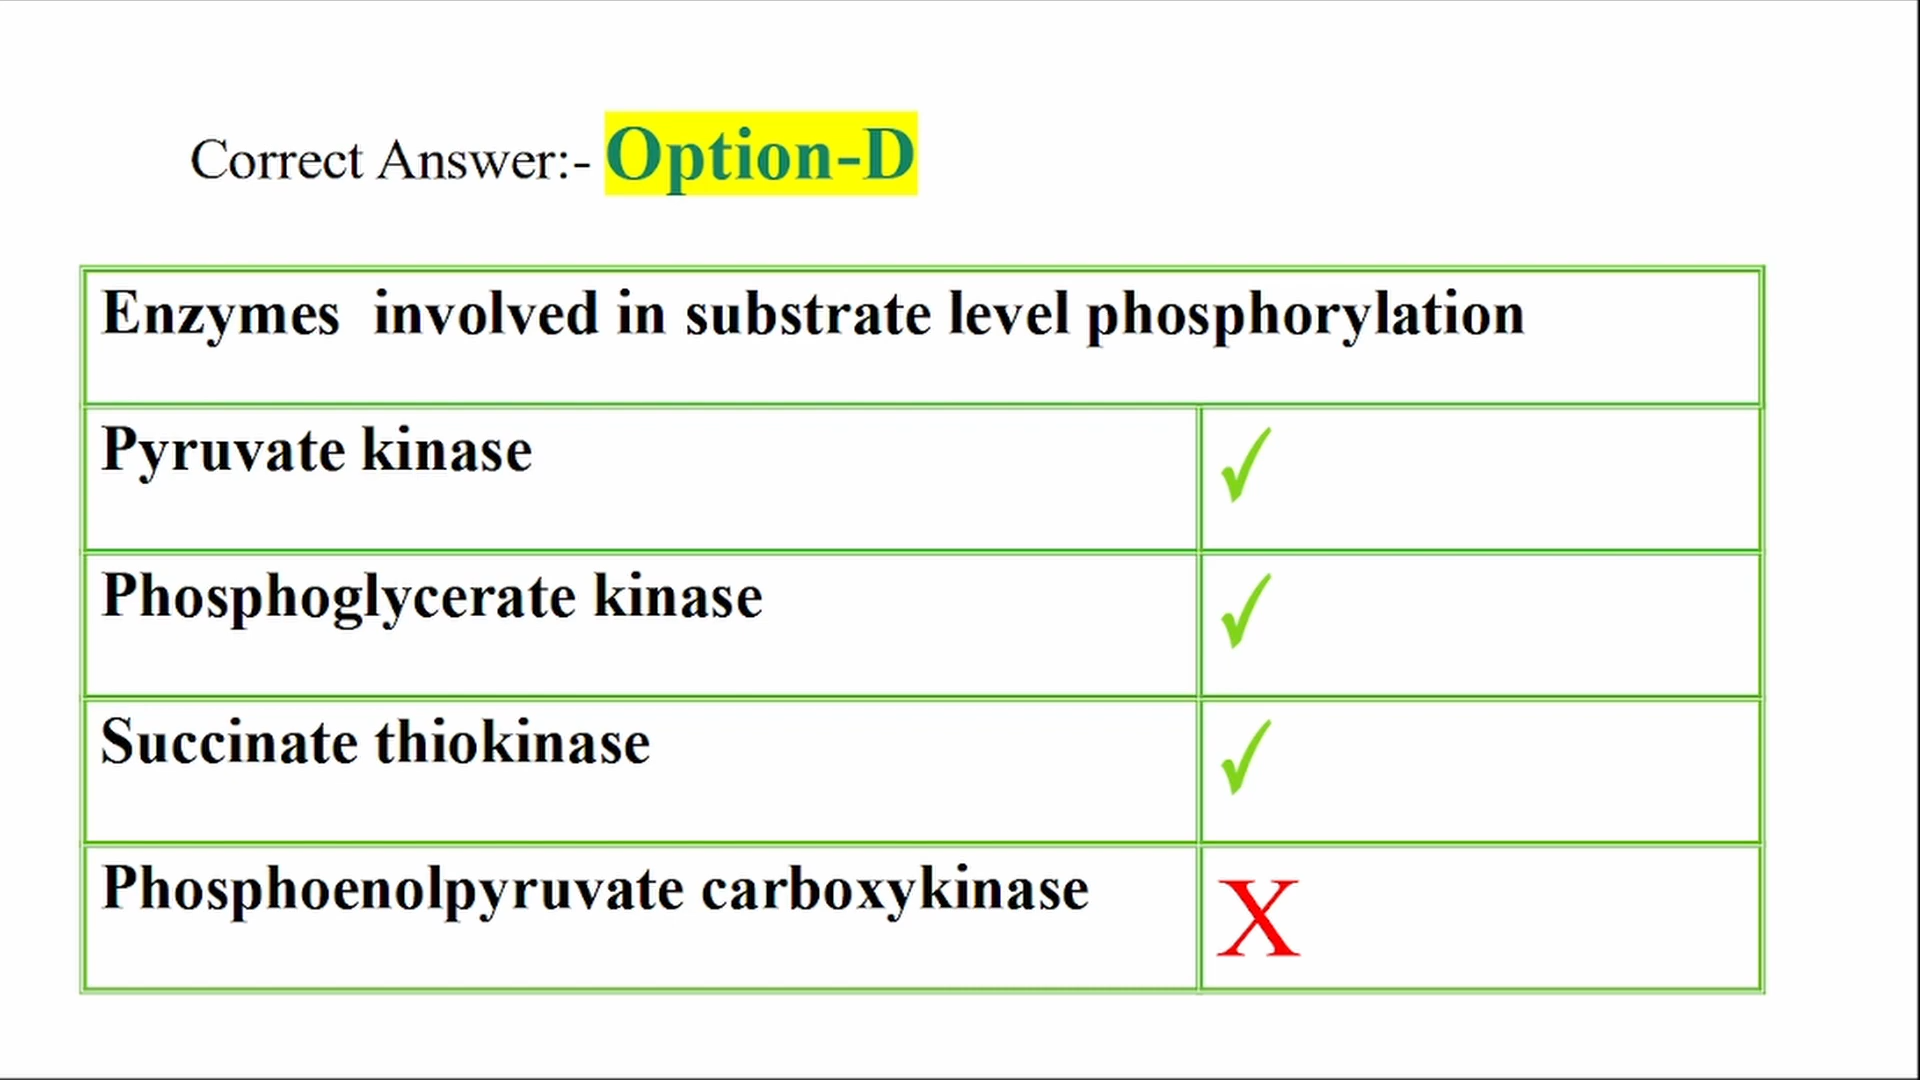 Correct Answer:- Option-D
Enzymes involved in substrate level phosphorylation
Pyruvate kinase ✓
Phosphoglycerate kinase ✓
Succinate thiokinase ✓
Phosphoenolpyruvate carboxykinase X